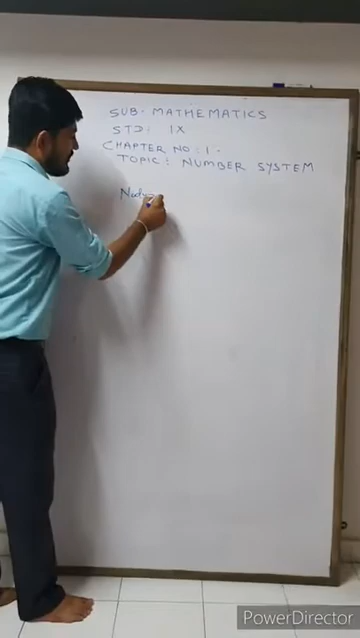 SUB. MATHEMATICS
STD: IX
CHAPTER NO: 1.
TOPIC: NUMBER SYSTEM
PowerDirector